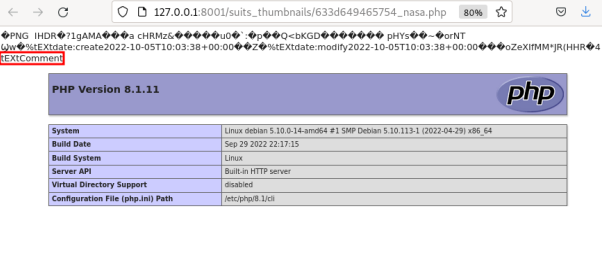 127.0.0.1:8001/suits_thumbnails/633d649465754_nasa.php 80%
�PNG IHDR�?1gAMA���a cHRMz&�����u0�`:�p��Q<bKGD������� pHYs��~�orNT
Ѡw�%tEXtdate:create2022-10-05T10:03:38+00:00��Z�%tEXtdate:modify2022-10-05T10:03:38+00:00���oZeXIfMM*JR(HHR�4
tEXtComment
PHP Version 8.1.11
php
System Linux debian 5.10.0-14-amd64 #1 SMP Debian 5.10.113-1 (2022-04-29) x86_64
Build Date Sep 29 2022 22:17:15
Build System Linux
Server API Built-in HTTP server
Virtual Directory Support disabled
Configuration File (php.ini) Path /etc/php/8.1/cli